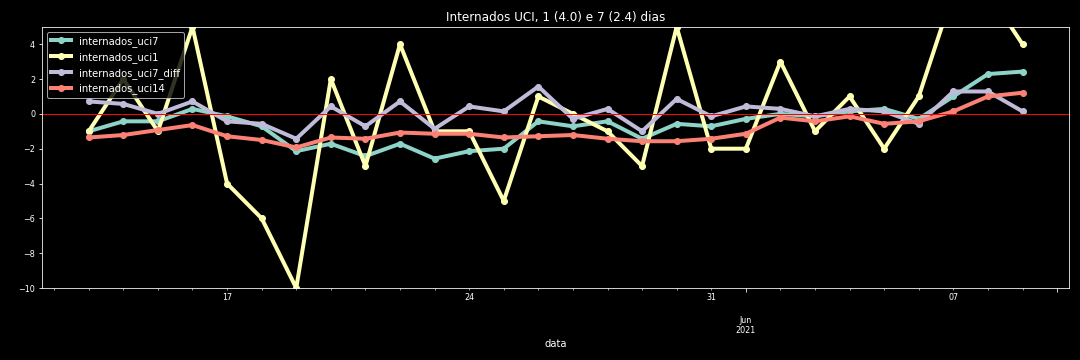 Internados UCI, 1 (4.0) e 7 (2.4) dias
internados_uci7
internados_uci1
internados_uci7_diff
internados_uci14
4
2
0
−2
−4
−6
−8
−10
17
24
31
07
Jun
2021
data